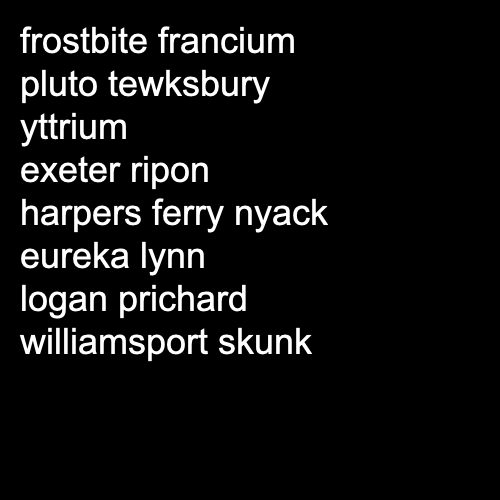 frostbite francium
pluto tewksbury
yttrium
exeter ripon
harpers ferry nyack
eureka lynn
logan prichard
williamsport skunk